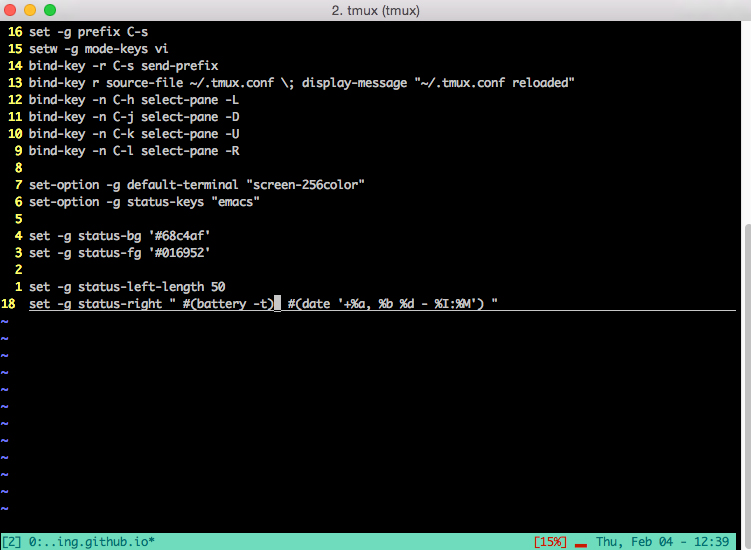 2. tmux (tmux)
16 set -g prefix C-s
15 setw -g mode-keys vi
14 bind-key -r C-s send-prefix
13 bind-key r source-file ~/.tmux.conf \; display-message "~/.tmux.conf reloaded"
12 bind-key -n C-h select-pane -L
11 bind-key -n C-j select-pane -D
10 bind-key -n C-k select-pane -U
9 bind-key -n C-l select-pane -R
8
7 set-option -g default-terminal "screen-256color"
6 set-option -g status-keys "emacs"
5
4 set -g status-bg '#68c4af'
3 set -g status-fg '#016952'
2
1 set -g status-left-length 50
18 set -g status-right " #(battery -t) #(date '+%a, %b %d - %I:%M') "
~
~
~
~
~
~
~
~
~
~
~
~
[2] 0:..ing.github.io* [15%] Thu, Feb 04 - 12:39